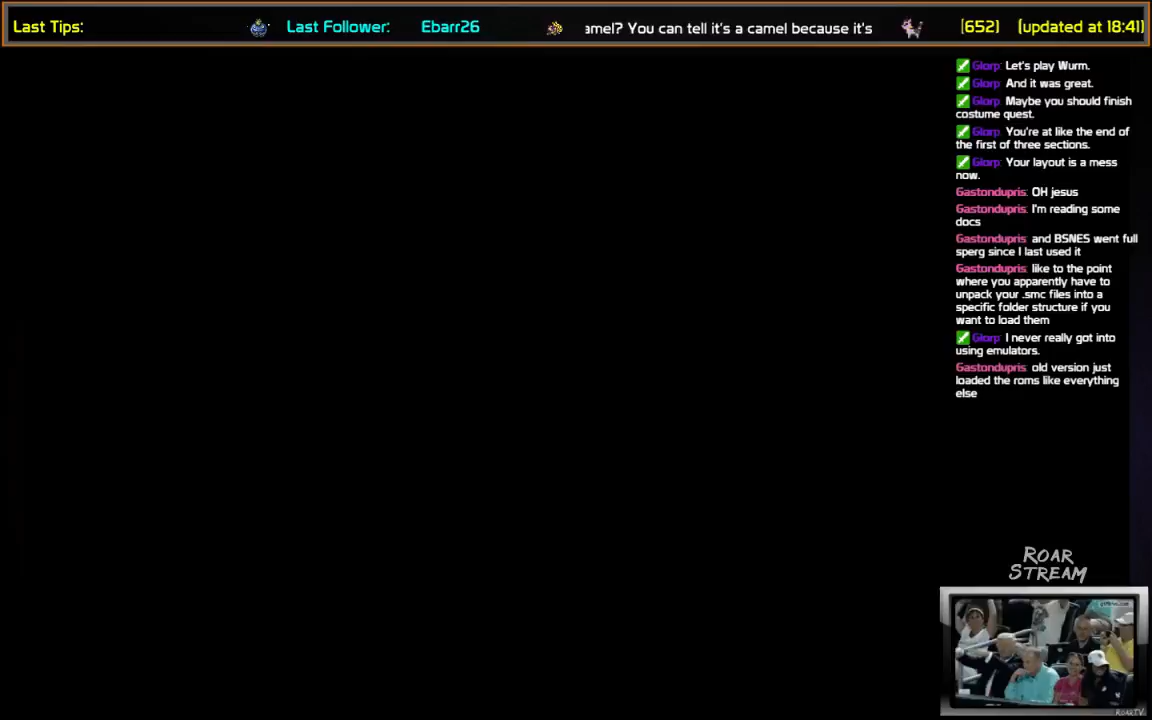 Last Tips:
Last Follower: Ebarr26
amel? You can tell it's a camel because it's
[652] (updated at 18:41)
Glorp: Let's play Wurm.
Glorp: And it was great.
Glorp: Maybe you should finish
costume quest.
Glorp: You're at like the end of
the first of three sections.
Glorp: Your layout is a mess
now.
Gastondupris: OH jesus
Gastondupris: I'm reading some
docs
Gastondupris: and BSNES went full
sperg since I last used it
Gastondupris: like to the point
where you apparently have to
unpack your .smc files into a
specific folder structure if you
want to load them
Glorp: I never really got into
using emulators.
Gastondupris: old version just
loaded the roms like everything
else
ROAR
STREAM